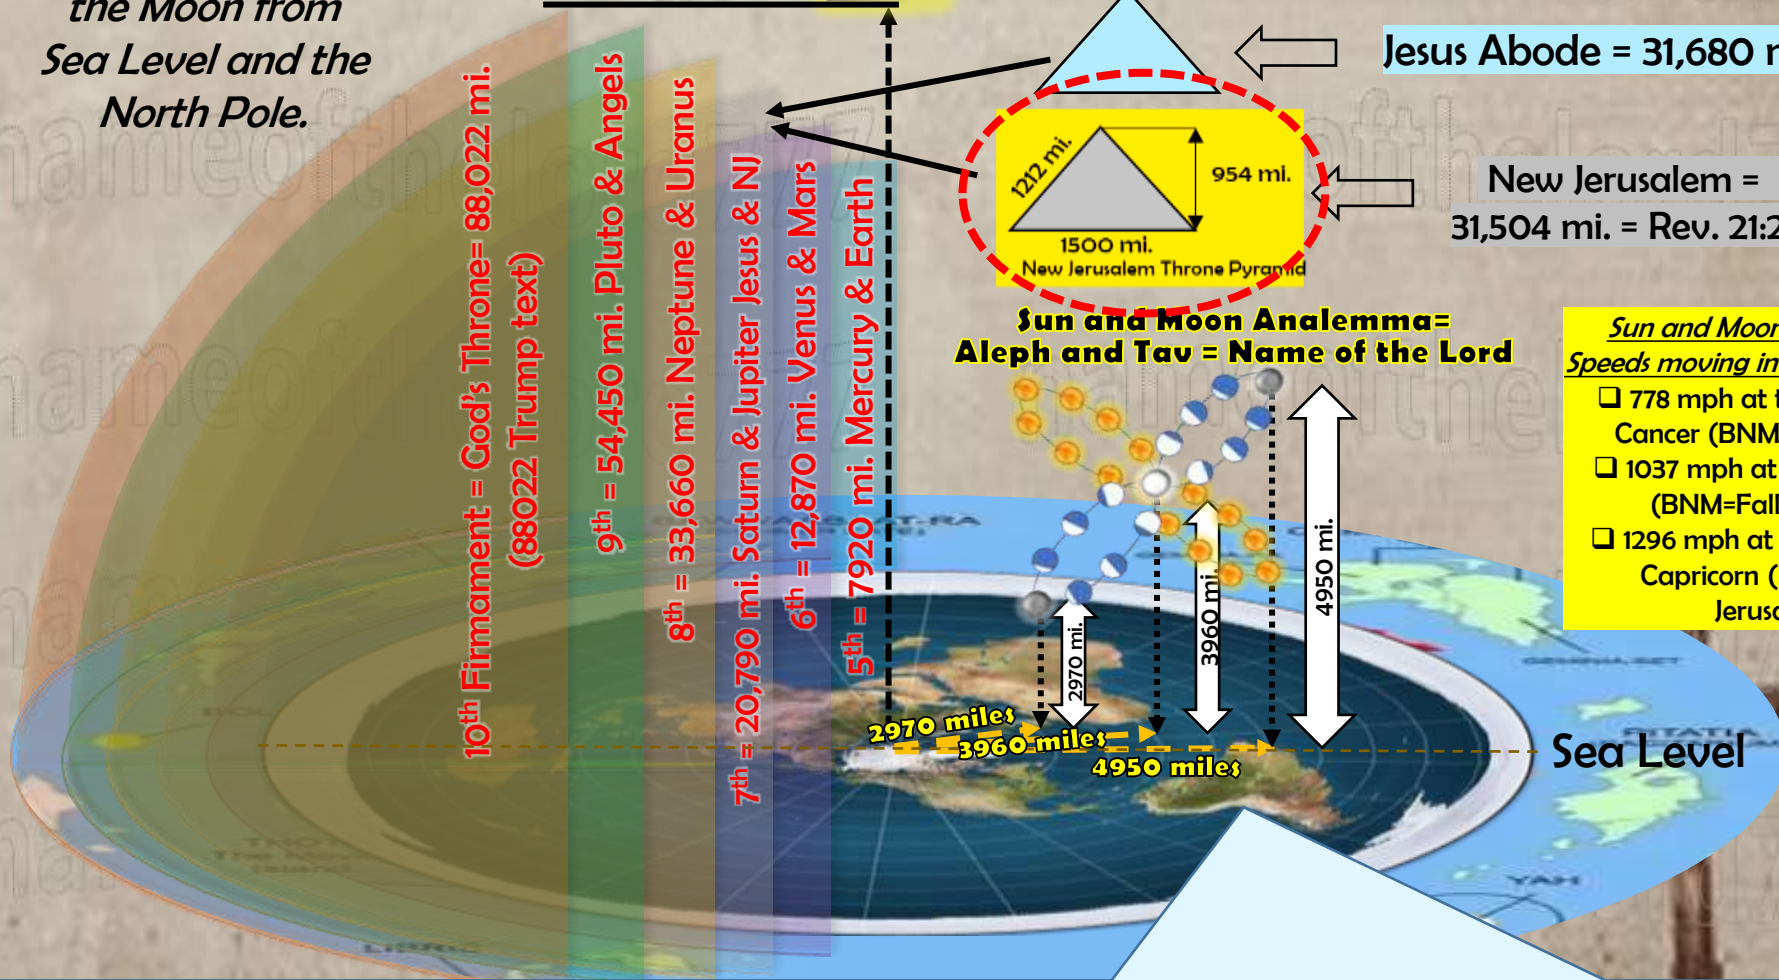 the Moon from
Sea Level and the
North Pole.
10th Firmament = God's Throne= 88,022 mi.
(88022 Trump text)
9th = 54,450 mi. Pluto & Angels
8th = 33,660 mi. Neptune & Uranus
7th = 20,790 mi. Saturn & Jupiter Jesus & NJ
6th = 12,870 mi. Venus & Mars
5th = 7920 mi. Mercury & Earth
Jesus Abode = 31,680
1212 mi.
954 mi.
1500 mi.
New Jerusalem Throne Pyramid
New Jerusalem =
31,504 mi. = Rev. 21:2
Sun and Moon Analemma=
Aleph and Tav = Name of the Lord
Sun and Moon
Speeds moving in
❑ 778 mph at
Cancer (BNM
❑ 1037 mph at
(BNM=Fall
❑ 1296 mph at
Capricorn (
Jerusa
2970 mi.
3960 mi.
4950 mi.
2970 miles
3960 miles
4950 miles
Sea Level
YAH